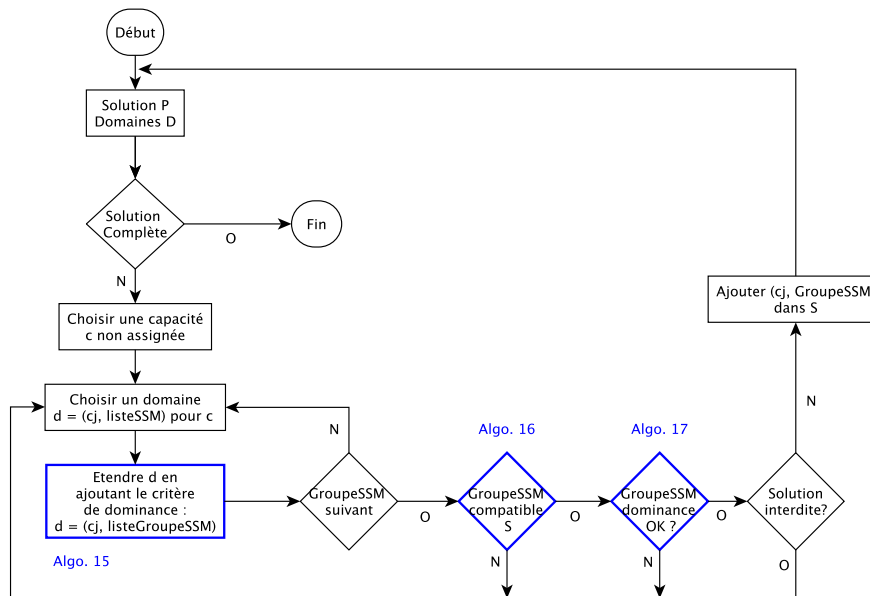 Début
Solution P
Domaines D
Solution
Complète
O
Fin
N
Choisir une capacité
c non assignée
Ajouter (cj, GroupeSSM
dans S
Choisir un domaine
d = (cj, listeSSM) pour c
N
N
Algo. 16
Algo. 17
Etendre d en
ajoutant le critère
de dominance :
d = (cj, listeGroupeSSM)
GroupeSSM
suivant
O
GroupeSSM
compatible
S
O
GroupeSSM
dominance
OK ?
O
Solution
interdite?
Algo. 15
N
N
O